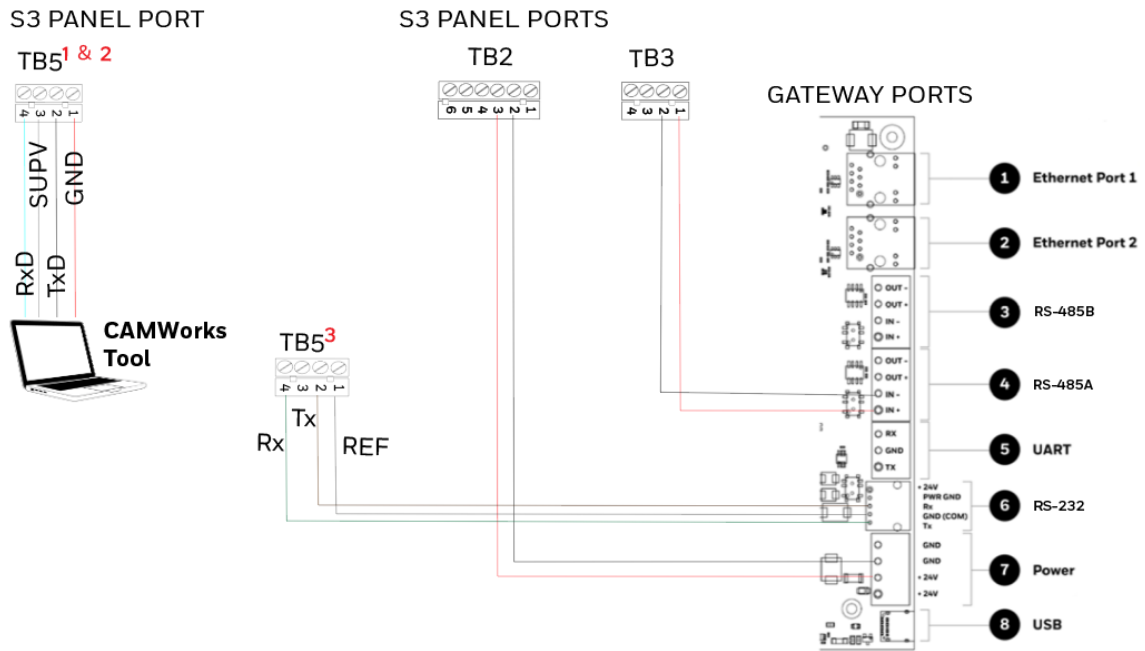 S3 PANEL PORT
TB5 1 & 2
4 3 2 1
SUPV
GND
RxD
TxD
CAMWorks
Tool
S3 PANEL PORTS
TB2
6 5 4 3 2 1
TB3
4 3 2 1
TB5 3
4 3 2 1
Tx
Rx
REF
GATEWAY PORTS
1 Ethernet Port 1
2 Ethernet Port 2
OUT -
OUT +
IN -
IN +
3 RS-485B
OUT -
OUT +
IN -
IN +
4 RS-485A
RX
GND
TX
5 UART
+ 24V
PWR GND
Rx
GND (COM)
Tx
6 RS-232
GND
GND
+ 24V
+ 24V
7 Power
8 USB